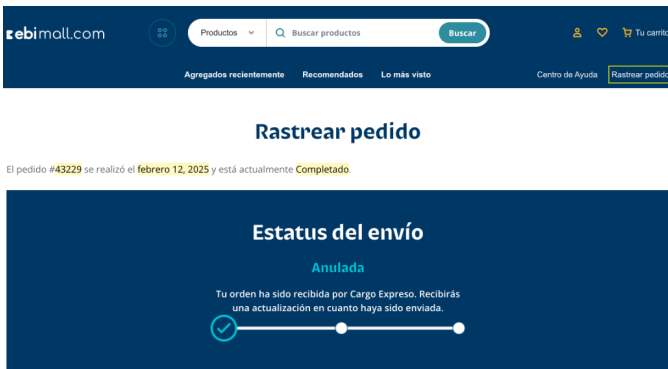 ebimall.com
Productos
Buscar productos
Buscar
Tu carrito
Agregados recientemente
Recomendados
Lo más visto
Centro de Ayuda
Rastrear pedido
Rastrear pedido
El pedido #43229 se realizó el febrero 12, 2025 y está actualmente Completado.
Estatus del envío
Anulada
Tu orden ha sido recibida por Cargo Expreso. Recibirás
una actualización en cuanto haya sido enviada.